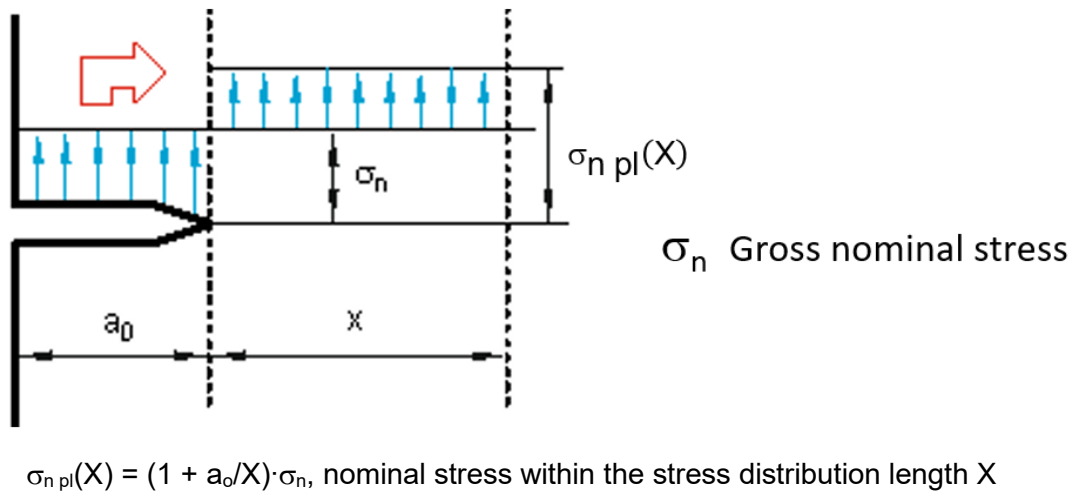 σn pl(X)
σn
σn Gross nominal stress
a0
x
σn pl(X) = (1 + ao/X)·σn, nominal stress within the stress distribution length X